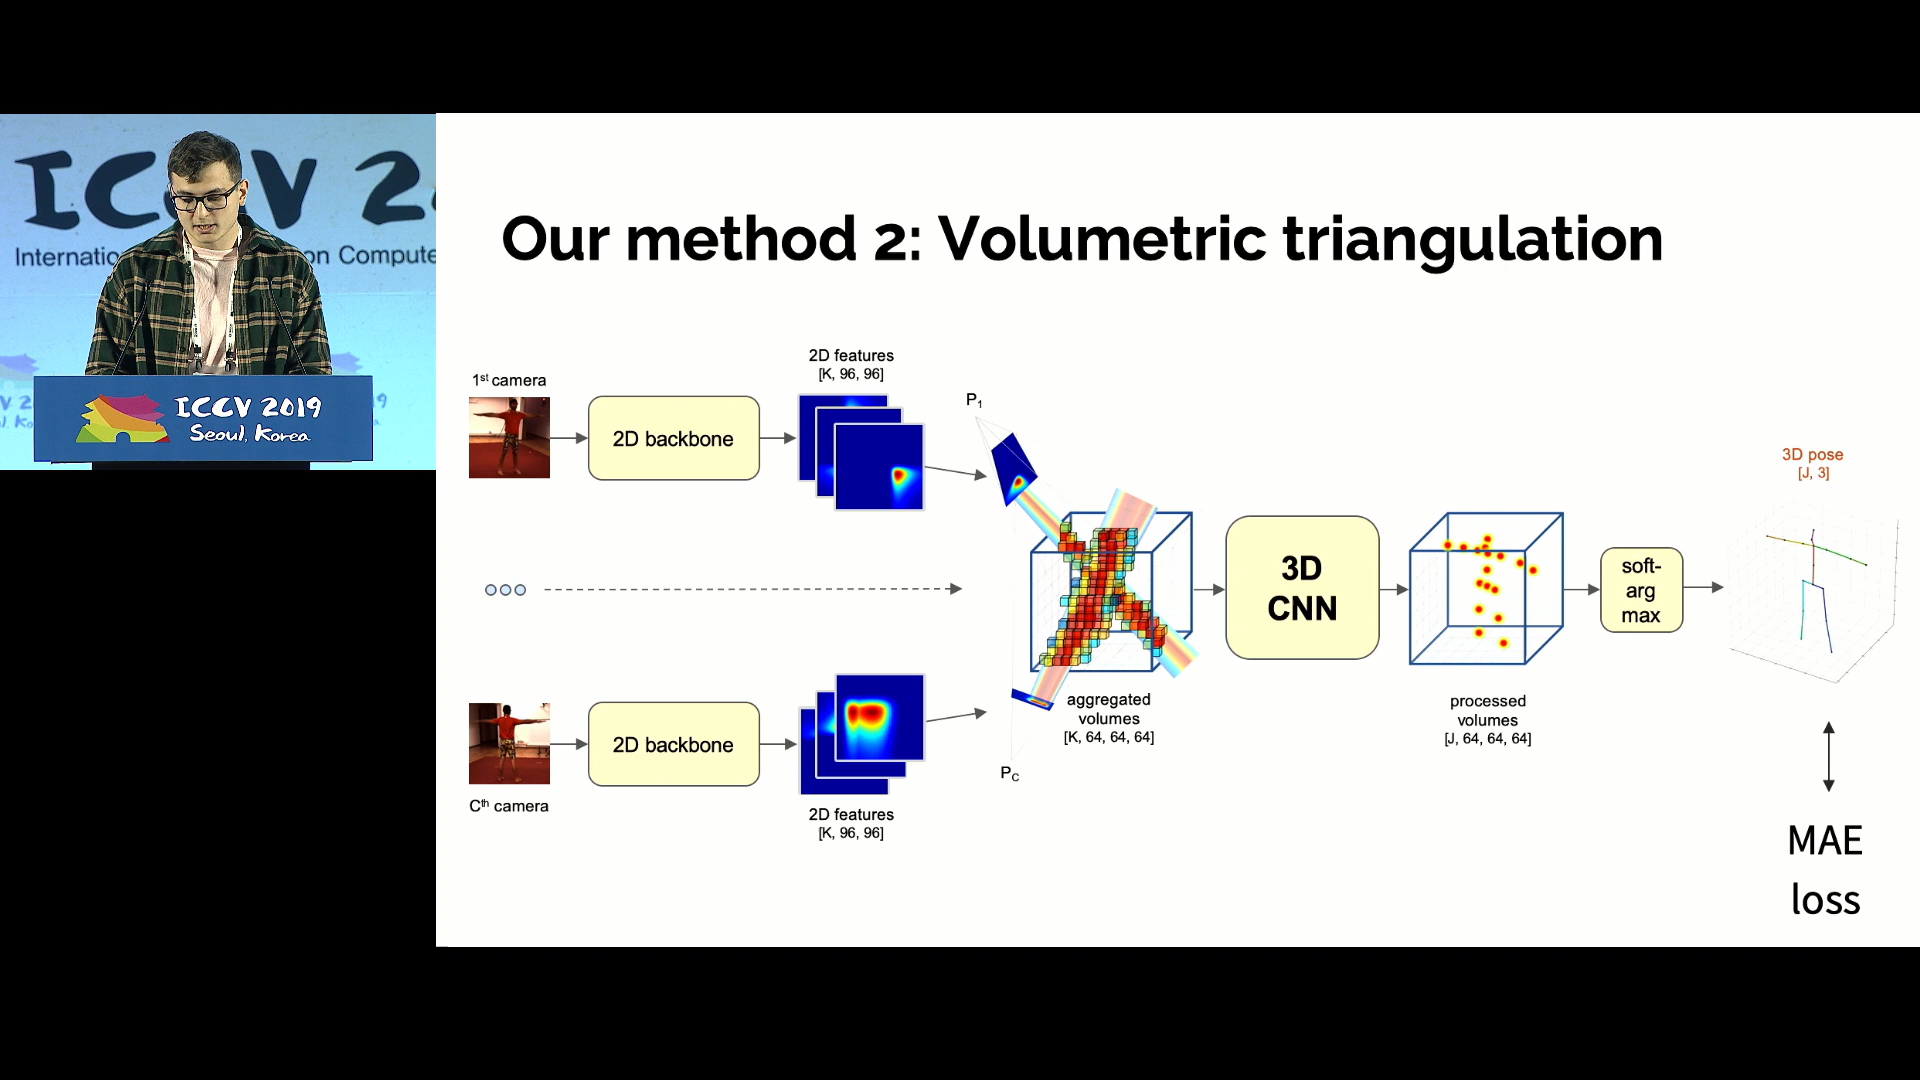 ICCV 2
Internatio on Compute
ICCV 2019
Seoul, Korea
Our method 2: Volumetric triangulation
1st camera
2D backbone
2D features
[K, 96, 96]
P1
Cth camera
2D backbone
2D features
[K, 96, 96]
PC
aggregated
volumes
[K, 64, 64, 64]
3D
CNN
processed
volumes
[J, 64, 64, 64]
soft-
arg
max
3D pose
[J, 3]
MAE
loss